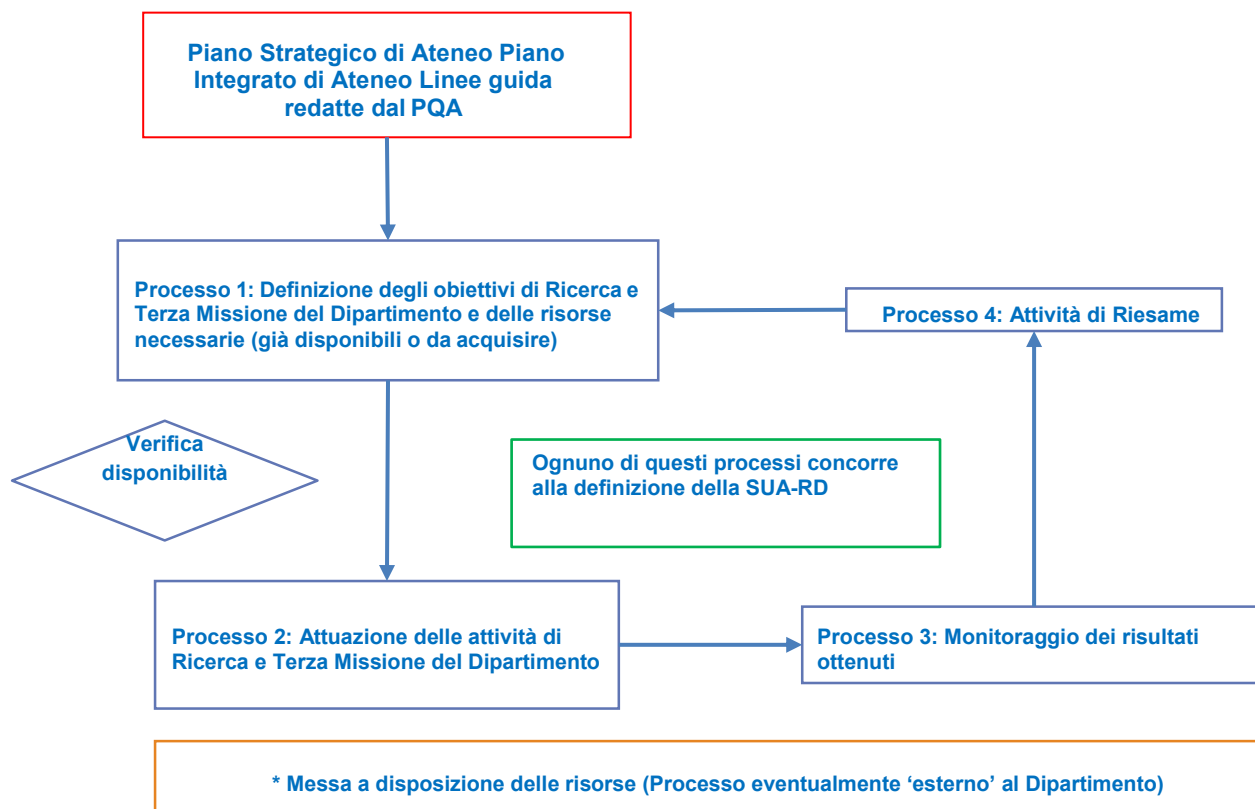 Piano Strategico di Ateneo Piano
Integrato di Ateneo Linee guida
redatte dal PQA
Processo 1: Definizione degli obiettivi di Ricerca e
Terza Missione del Dipartimento e delle risorse
necessarie (già disponibili o da acquisire)
Processo 4: Attività di Riesame
Verifica
disponibilità
Ognuno di questi processi concorre
alla definizione della SUA-RD
Processo 2: Attuazione delle attività di
Ricerca e Terza Missione del Dipartimento
Processo 3: Monitoraggio dei risultati
ottenuti
* Messa a disposizione delle risorse (Processo eventualmente ‘esterno’ al Dipartimento)